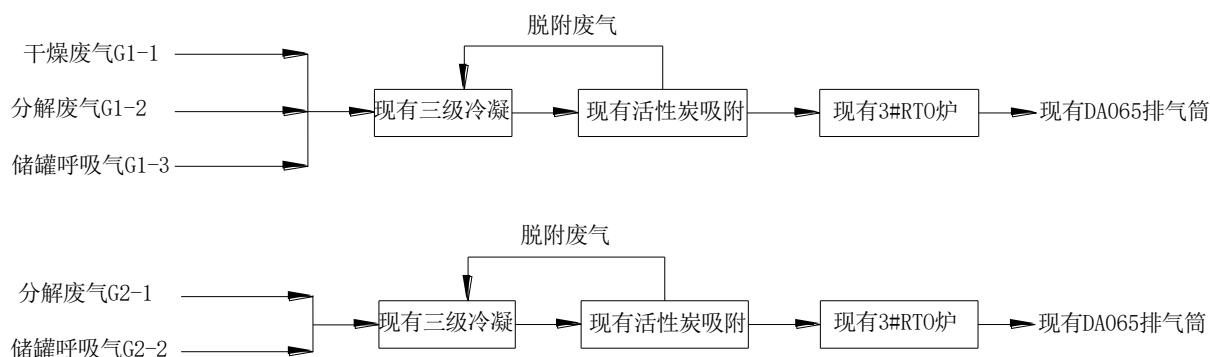 脱附废气
干燥废气G1-1
分解废气G1-2
现有三级冷凝
现有活性炭吸附
现有3#RTO炉
现有DA065排气筒
储罐呼吸气G1-3
脱附废气
分解废气G2-1
现有三级冷凝
现有活性炭吸附
现有3#RTO炉
现有DA065排气筒
储罐呼吸气G2-2